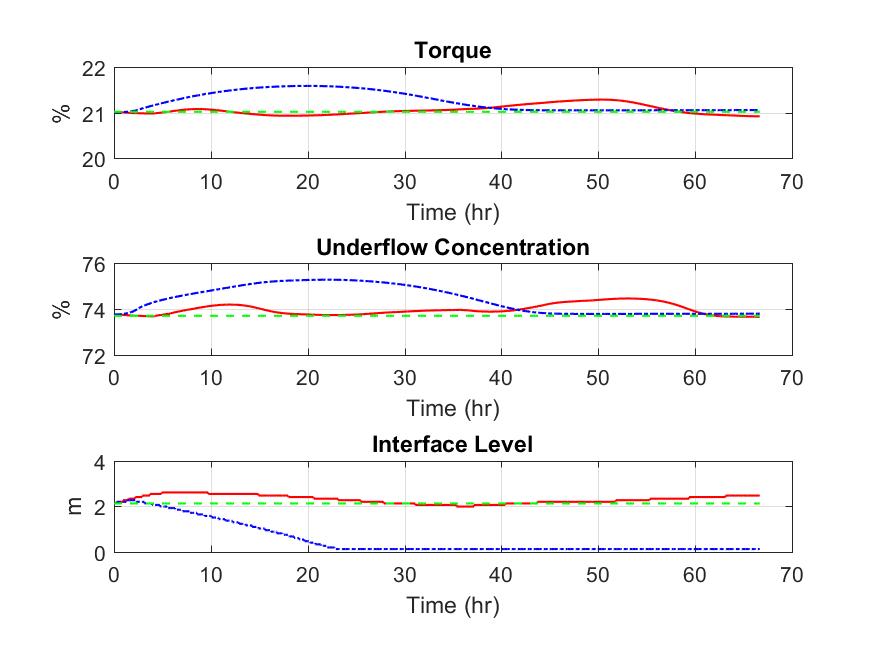 Torque
22
21
20
%
0 10 20 30 40 50 60 70
Time (hr)
Underflow Concentration
76
74
72
%
0 10 20 30 40 50 60 70
Time (hr)
Interface Level
4
2
0
m
0 10 20 30 40 50 60 70
Time (hr)